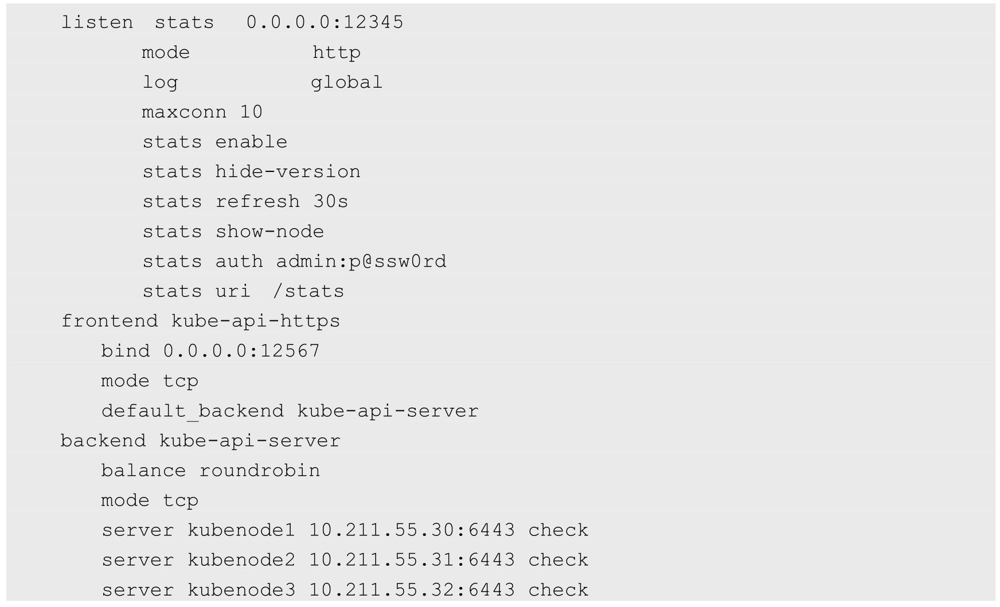 listen stats 0.0.0.0:12345
mode http
log global
maxconn 10
stats enable
stats hide-version
stats refresh 30s
stats show-node
stats auth admin:p@ssw0rd
stats uri /stats
frontend kube-api-https
bind 0.0.0.0:12567
mode tcp
default_backend kube-api-server
backend kube-api-server
balance roundrobin
mode tcp
server kubenode1 10.211.55.30:6443 check
server kubenode2 10.211.55.31:6443 check
server kubenode3 10.211.55.32:6443 check